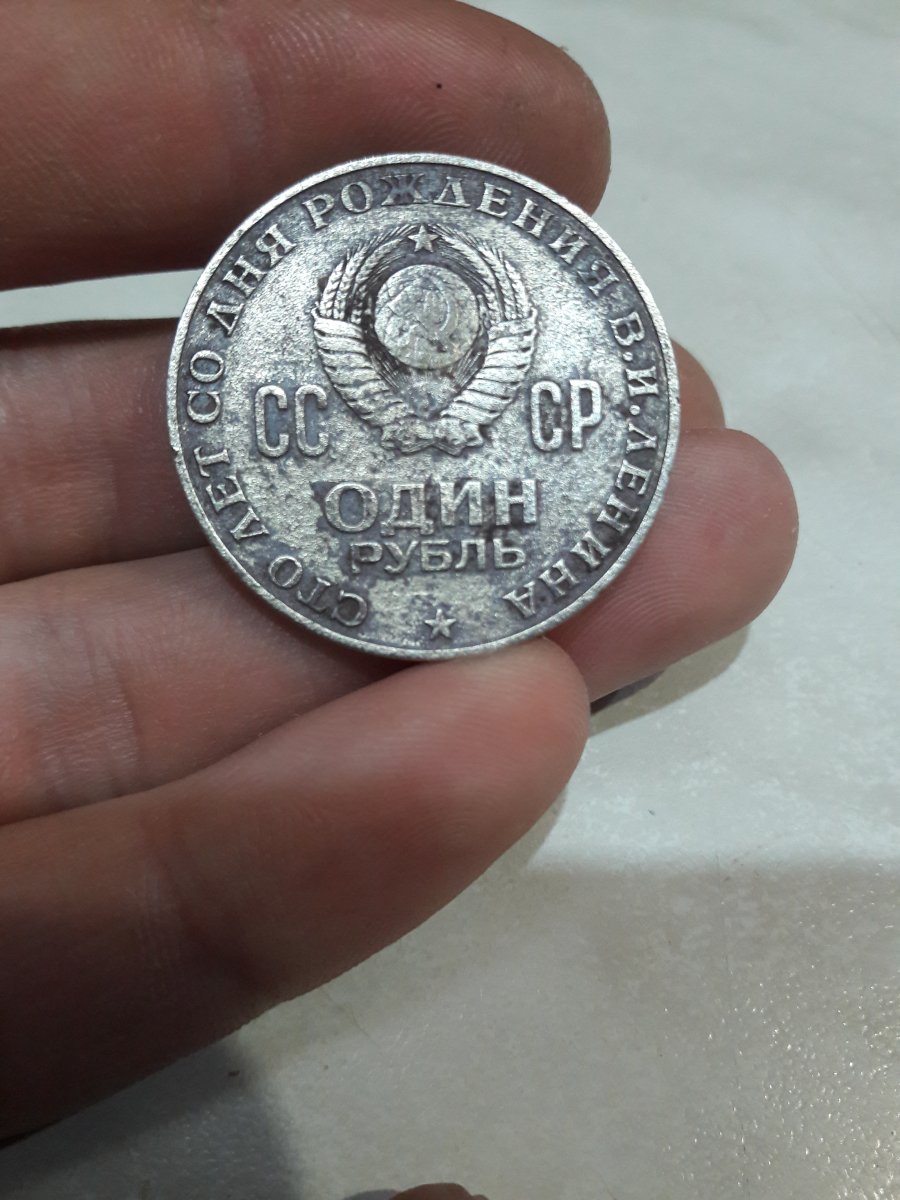 СТО ЛЕТ СО ДНЯ РОЖДЕНИЯ В.И.ЛЕНИНА
СС СР
ОДИН
РУБЛЬ